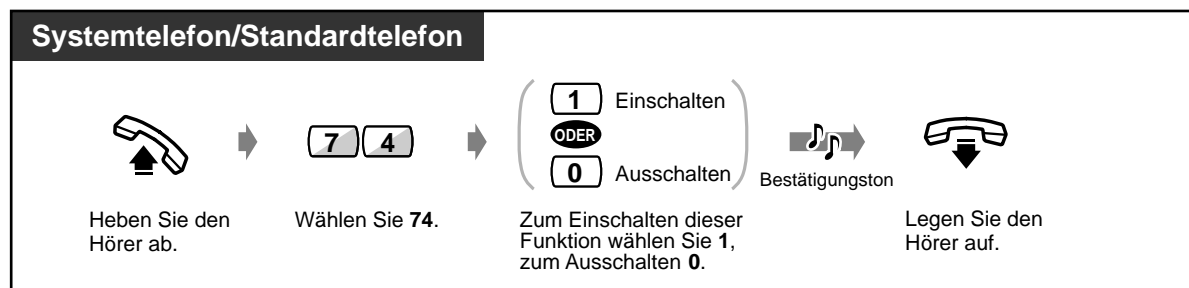 Systemtelefon/Standardtelefon
1 Einschalten
ODER
7 4
0 Ausschalten
Bestätigungston
Heben Sie den
Hörer ab.
Wählen Sie 74.
Zum Einschalten dieser
Funktion wählen Sie 1,
zum Ausschalten 0.
Legen Sie den
Hörer auf.